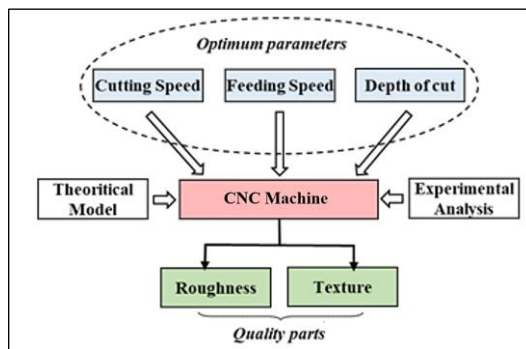 Optimum parameters
Cutting Speed
Feeding Speed
Depth of cut
Theoritical
Model
CNC Machine
Experimental
Analysis
Roughness
Texture
Quality parts